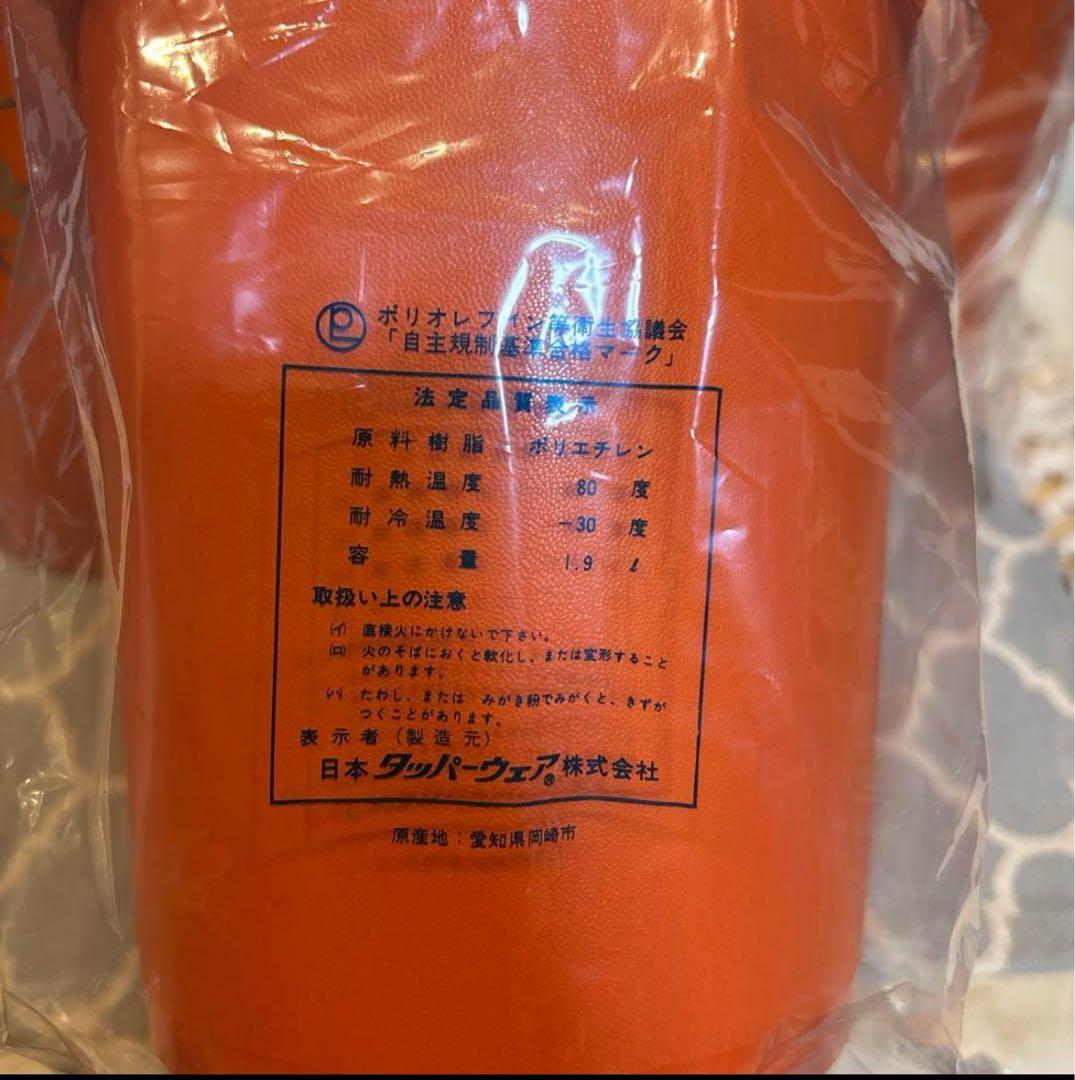 PL ポリオレフィン等衛生協議会
「自主規制基準合格マーク」
法定品質表示
原料樹脂 ポリエチレン
耐熱温度 80 度
耐冷温度 -30 度
容量 1.9 ℓ
取扱い上の注意
(イ) 直接火にかけないで下さい。
(ロ) 火のそばにおくと軟化し、または変形すること
があります。
(ハ) たわし、または みがき粉でみがくと、きずが
つくことがあります。
表示者(製造元)
日本タッパーウェア®株式会社
原産地:愛知県岡崎市